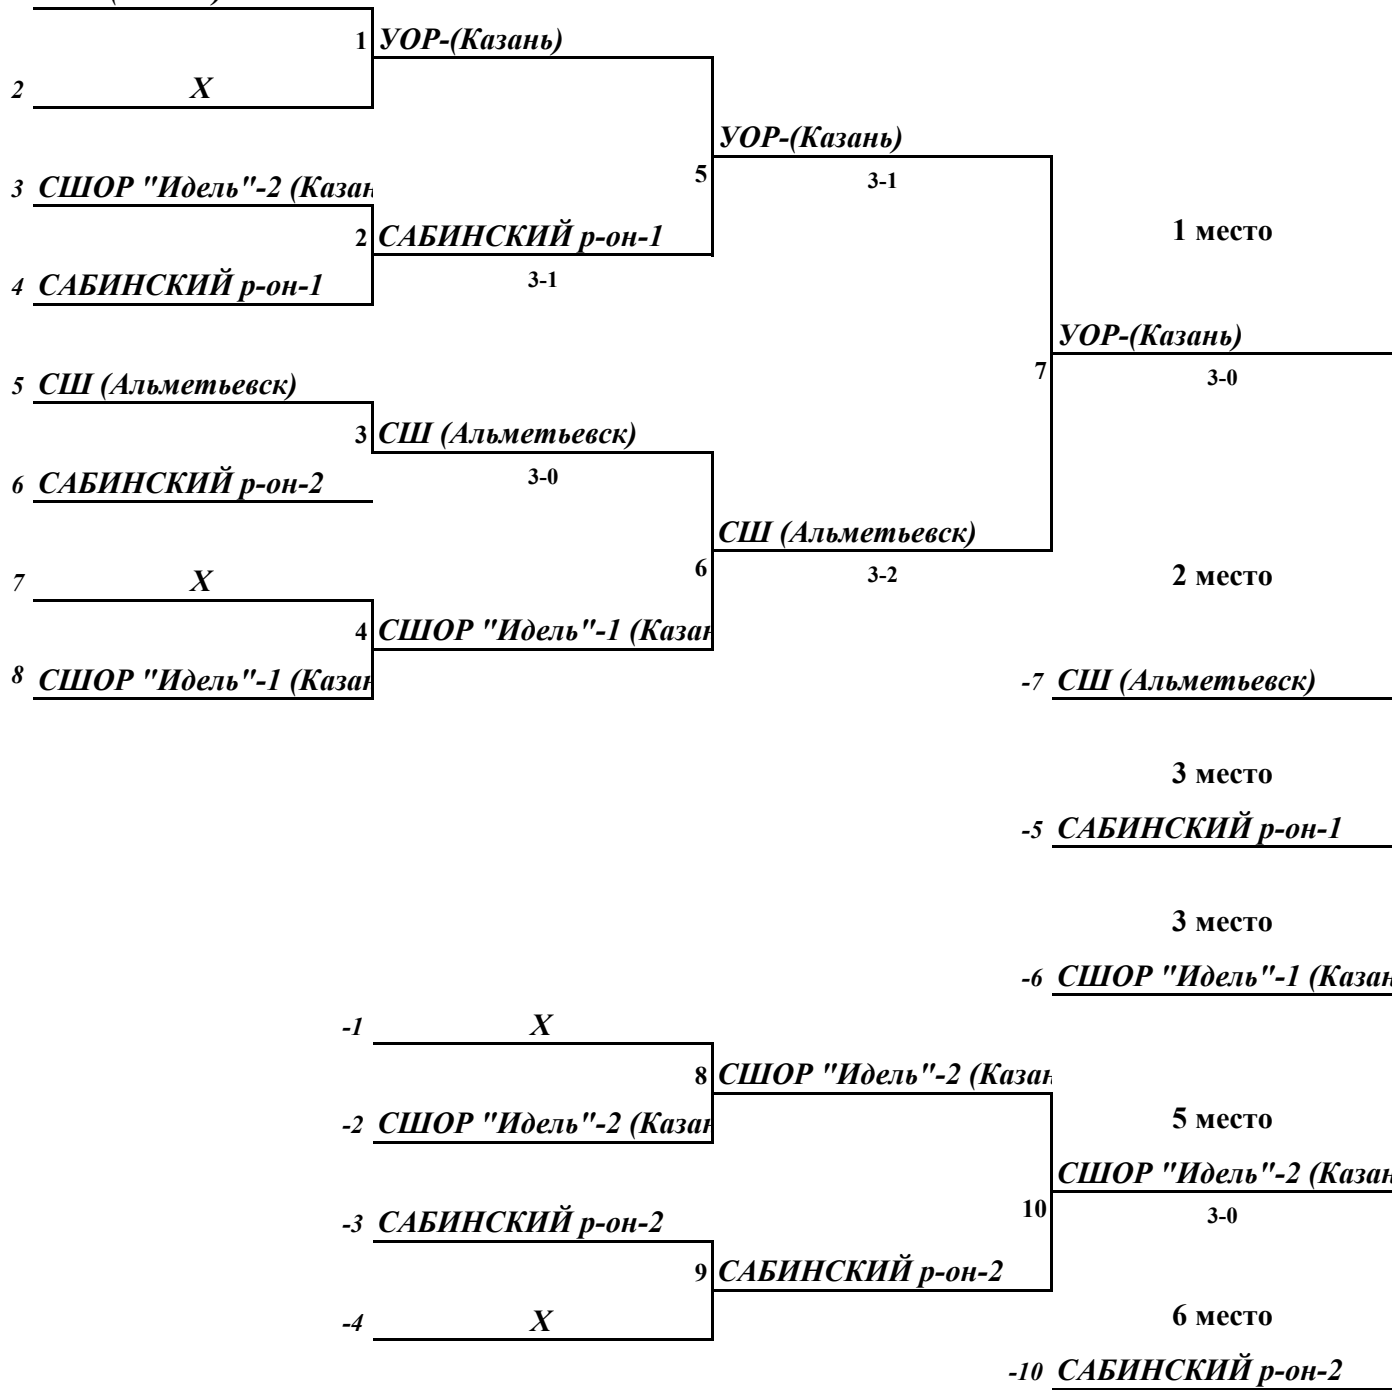 1 УОР-(Казань)
2 X
УОР-(Казань)
5 3-1
3 СШОР "Идель"-2 (Казан
1 место
2 САБИНСКИЙ р-он-1
4 САБИНСКИЙ р-он-1 3-1
УОР-(Казань)
7 3-0
5 СШ (Альметьевск)
3 СШ (Альметьевск)
6 САБИНСКИЙ р-он-2 3-0
СШ (Альметьевск)
6 3-2
7 X
2 место
4 СШОР "Идель"-1 (Казан
8 СШОР "Идель"-1 (Казан
-7 СШ (Альметьевск)
3 место
-5 САБИНСКИЙ р-он-1
3 место
-6 СШОР "Идель"-1 (Казан
-1 X
8 СШОР "Идель"-2 (Казан
-2 СШОР "Идель"-2 (Казан
5 место
СШОР "Идель"-2 (Казан
10 3-0
-3 САБИНСКИЙ р-он-2
9 САБИНСКИЙ р-он-2
-4 X
6 место
-10 САБИНСКИЙ р-он-2